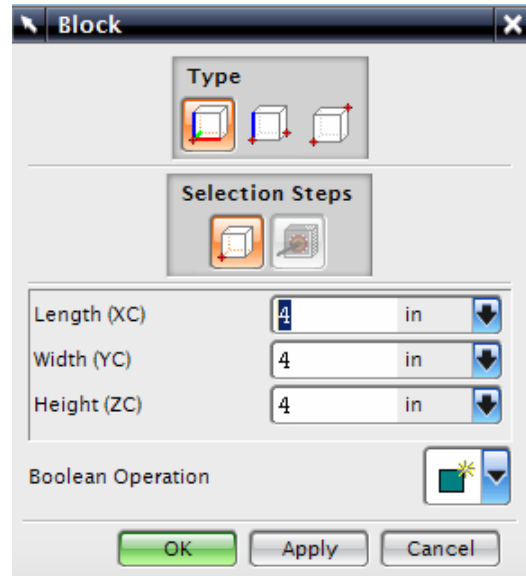 Block
Type
Selection Steps
Length (XC) 4 in
Width (YC) 4 in
Height (ZC) 4 in
Boolean Operation
OK Apply Cancel